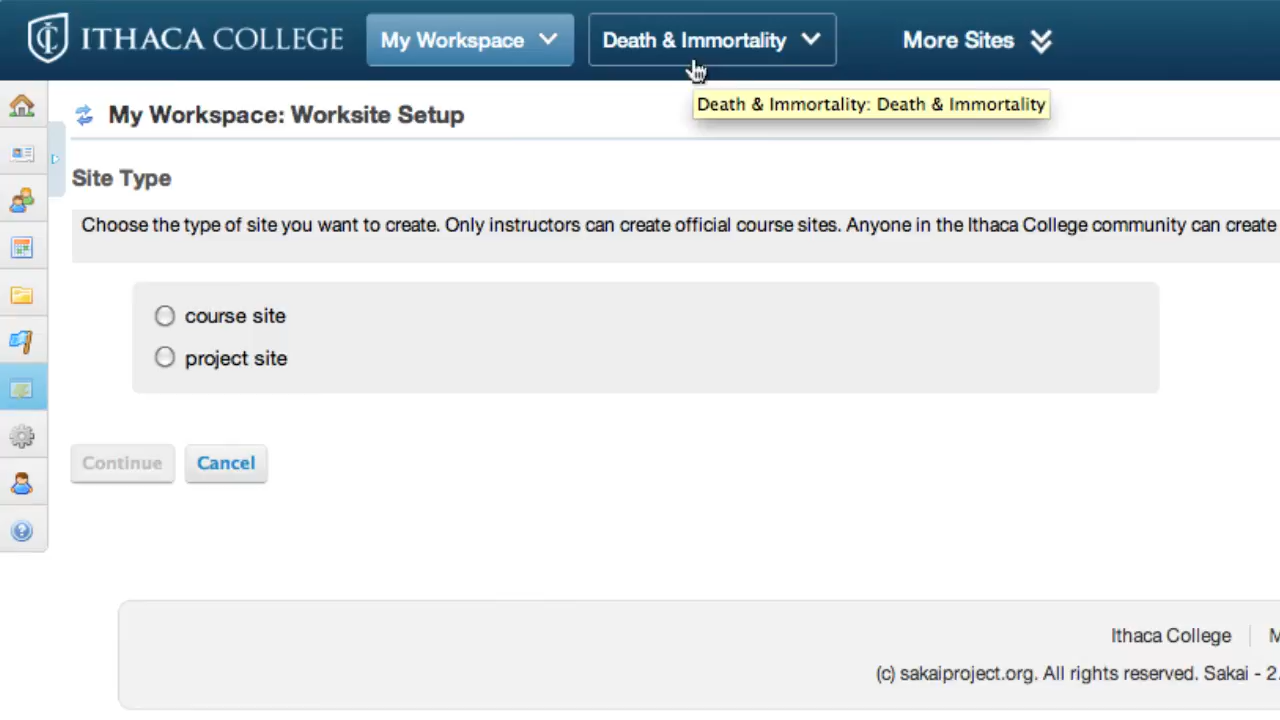 ITHACA COLLEGE
My Workspace
Death & Immortality
More Sites
Death & Immortality: Death & Immortality
My Workspace: Worksite Setup
Site Type
Choose the type of site you want to create. Only instructors can create official course sites. Anyone in the Ithaca College community can create
course site
project site
Continue
Cancel
Ithaca College
M
(c) sakaiproject.org. All rights reserved. Sakai - 2.